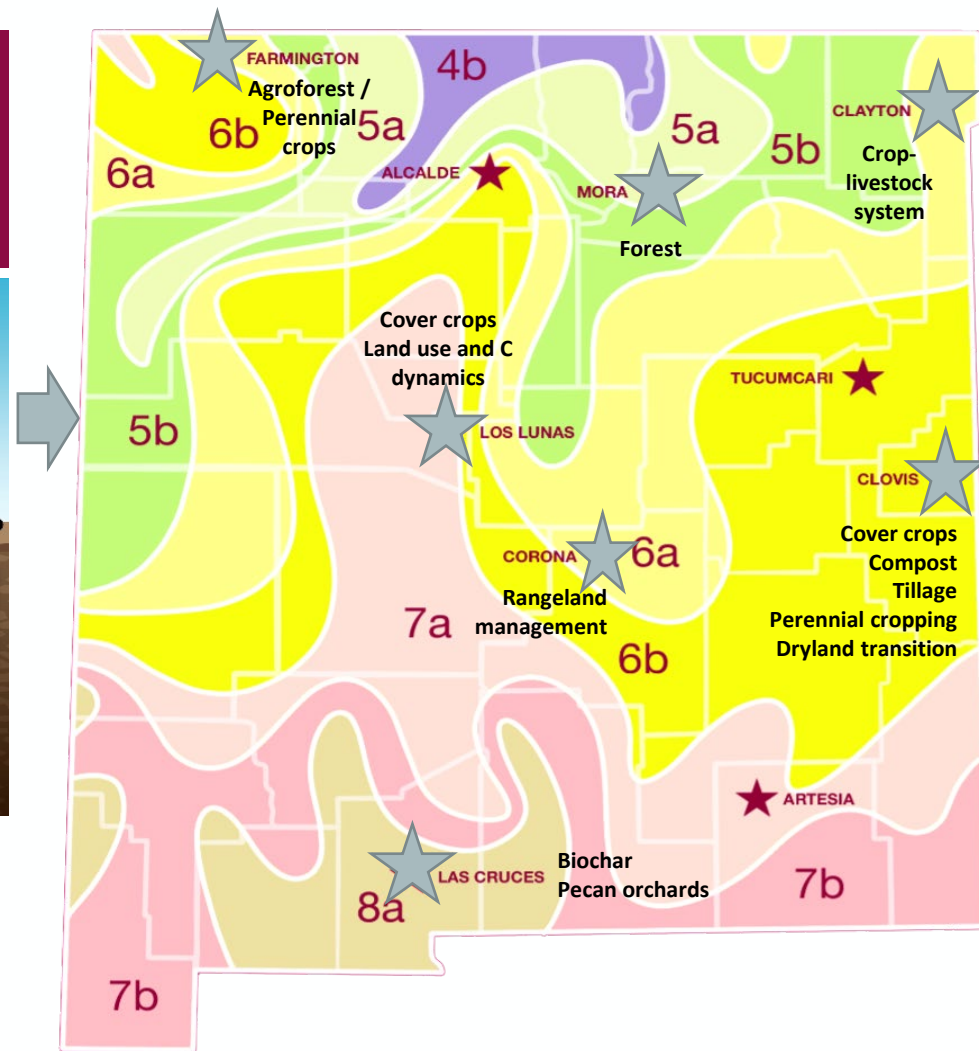 FARMINGTON
Agroforest /
Perennial
crops
4b
6b
5a
5a
5b
CLAYTON
6a
ALCALDE
MORA
Crop-
livestock
system
Forest
Cover crops
Land use and C
dynamics
TUCUMCARI
5b
LOS LUNAS
CLOVIS
CORONA
6a
Cover crops
Compost
Tillage
Perennial cropping
Dryland transition
Rangeland
management
7a
6b
ARTESIA
Biochar
Pecan orchards
LAS CRUCES
8a
7b
7b